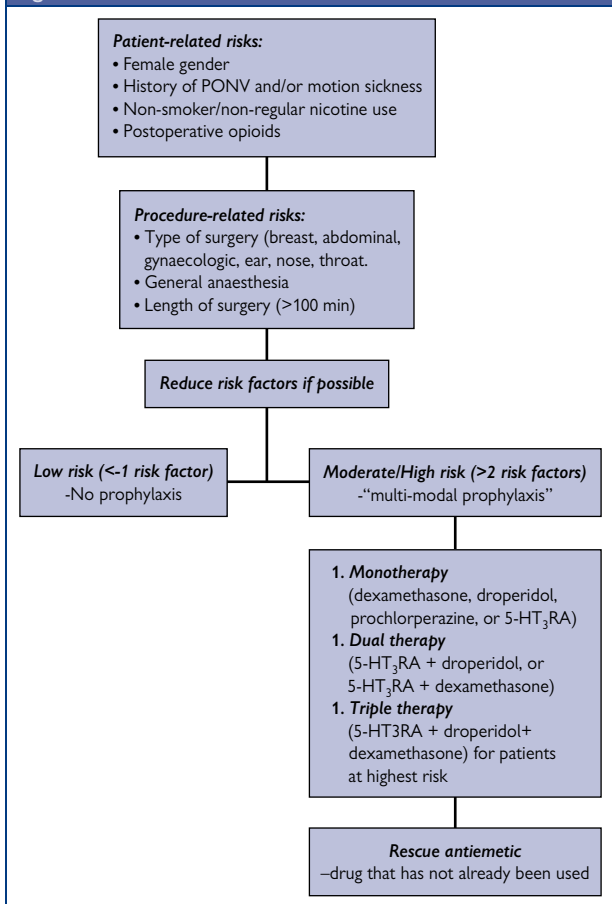 Patient-related risks:
• Female gender
• History of PONV and/or motion sickness
• Non-smoker/non-regular nicotine use
• Postoperative opioids
Procedure-related risks:
• Type of surgery (breast, abdominal,
gynaecologic, ear, nose, throat.
• General anaesthesia
• Length of surgery (>100 min)
Reduce risk factors if possible
Low risk (<-1 risk factor)
-No prophylaxis
Moderate/High risk (>2 risk factors)
-“multi-modal prophylaxis”
1. Monotherapy
(dexamethasone, droperidol,
prochlorperazine, or 5-HT₃RA)
1. Dual therapy
(5-HT₃RA + droperidol, or
5-HT₃RA + dexamethasone)
1. Triple therapy
(5-HT3RA + droperidol+
dexamethasone) for patients
at highest risk
Rescue antiemetic
–drug that has not already been used